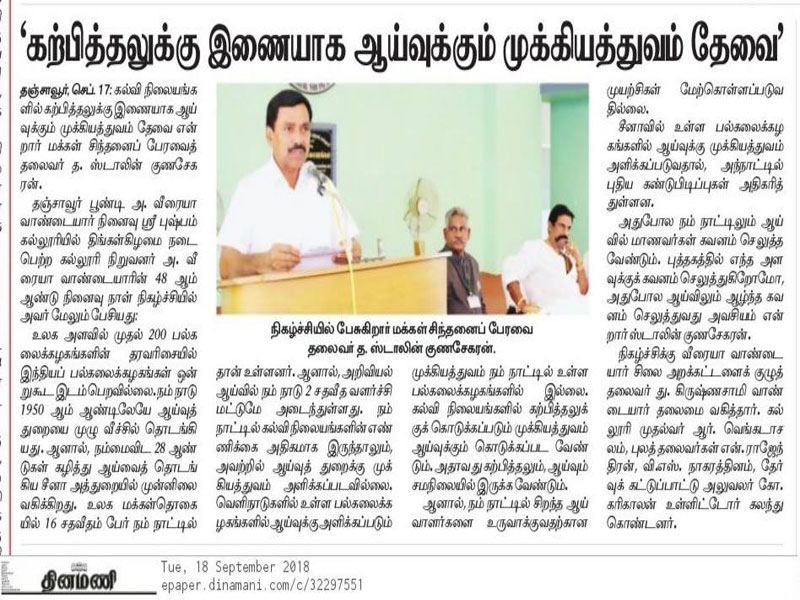 ‘கற்பித்தலுக்கு இணையாக ஆய்வுக்கும் முக்கியத்துவம் தேவை’
தஞ்சாவூர், செப். 17: கல்வி நிலையங்க
ளில் கற்பித்தலுக்கு இணையாக ஆய்
வுக்கும் முக்கியத்துவம் தேவை என்
றார் மக்கள் சிந்தனைப் பேரவைத்
தலைவர் த. ஸ்டாலின் குணசேக
ரன்.
தஞ்சாவூர் பூண்டி அ. வீரையா
வாண்டையார் நினைவு ஸ்ரீ புஷ்பம்
கல்லூரியில் திங்கள்கிழமை நடை
பெற்ற கல்லூரி நிறுவனர் அ. வீ
ரையா வாண்டையாரின் 48 ஆம்
ஆண்டு நினைவு நாள் நிகழ்ச்சியில்
அவர் மேலும் பேசியது:
உலக அளவில் முதல் 200 பல்க
லைக்கழகங்களின் தரவரிசையில்
இந்தியப் பல்கலைக்கழகங்கள் ஒன்
றுகூட இடம்பெறவில்லை. நம் நாடு
1950 ஆம் ஆண்டிலேயே ஆய்வுத்
துறையை முழு வீச்சில் தொடங்கி
யது. ஆனால், நம்மைவிட 28 ஆண்
டுகள் கழித்து ஆய்வைத் தொடங்
கிய சீனா அத்துறையில் முன்னிலை
வகிக்கிறது. உலக மக்கள்தொகை
யில் 16 சதவீதம் பேர் நம் நாட்டில்
நிகழ்ச்சியில் பேசுகிறார் மக்கள் சிந்தனைப் பேரவை
தலைவர் த. ஸ்டாலின் குணசேகரன்.
தான் உள்ளனர். ஆனால், அறிவியல்
ஆய்வில் நம் நாடு 2 சதவீத வளர்ச்சி
மட்டுமே அடைந்துள்ளது. நம்
நாட்டில் கல்வி நிலையங்களின் எண்
ணிக்கை அதிகமாக இருந்தாலும்,
அவற்றில் ஆய்வுத் துறைக்கு முக்
கியத்துவம் அளிக்கப்படவில்லை.
வெளிநாடுகளில் உள்ள பல்கலைக்க
ழகங்களில் ஆய்வுக்கு அளிக்கப்படும்
முக்கியத்துவம் நம் நாட்டில் உள்ள
பல்கலைக்கழகங்களில் இல்லை.
கல்வி நிலையங்களில் கற்பித்தலுக்
குக் கொடுக்கப்படும் முக்கியத்துவம்
ஆய்வுக்கும் கொடுக்கப்பட வேண்
டும். அதாவது கற்பித்தலும், ஆய்வும்
சமநிலையில் இருக்க வேண்டும்.
ஆனால், நம் நாட்டில் சிறந்த ஆய்
வாளர்களை உருவாக்குவதற்கான
முயற்சிகள் மேற்கொள்ளப்படுவ
தில்லை.
சீனாவில் உள்ள பல்கலைக்கழ
கங்களில் ஆய்வுக்கு முக்கியத்துவம்
அளிக்கப்படுவதால், அந்நாட்டில்
புதிய கண்டுபிடிப்புகள் அதிகரித்
துள்ளன.
அதுபோல நம் நாட்டிலும் ஆய்
வில் மாணவர்கள் கவனம் செலுத்த
வேண்டும். புத்தகத்தில் எந்த அள
வுக்குக் கவனம் செலுத்துகிறோமோ,
அதுபோல ஆய்விலும் ஆழ்ந்த கவ
னம் செலுத்துவது அவசியம் என்
றார் ஸ்டாலின் குணசேகரன்.
நிகழ்ச்சிக்கு வீரையா வாண்டை
யார் சிலை அறக்கட்டளைக் குழுத்
தலைவர் து. கிருஷ்ணசாமி வாண்
டையார் தலைமை வகித்தார். கல்
லூரி முதல்வர் ஆர். வெங்கடாச
லம், புலத் தலைவர்கள் என். ராஜேந்
திரன், வி.எஸ். நாகரத்தினம், தேர்
வுக் கட்டுப்பாட்டு அலுவலர் கோ.
கரிகாலன் உள்ளிட்டோர் கலந்து
கொண்டனர்.
தினமணி
Tue, 18 September 2018
epaper.dinamani.com/c/32297551